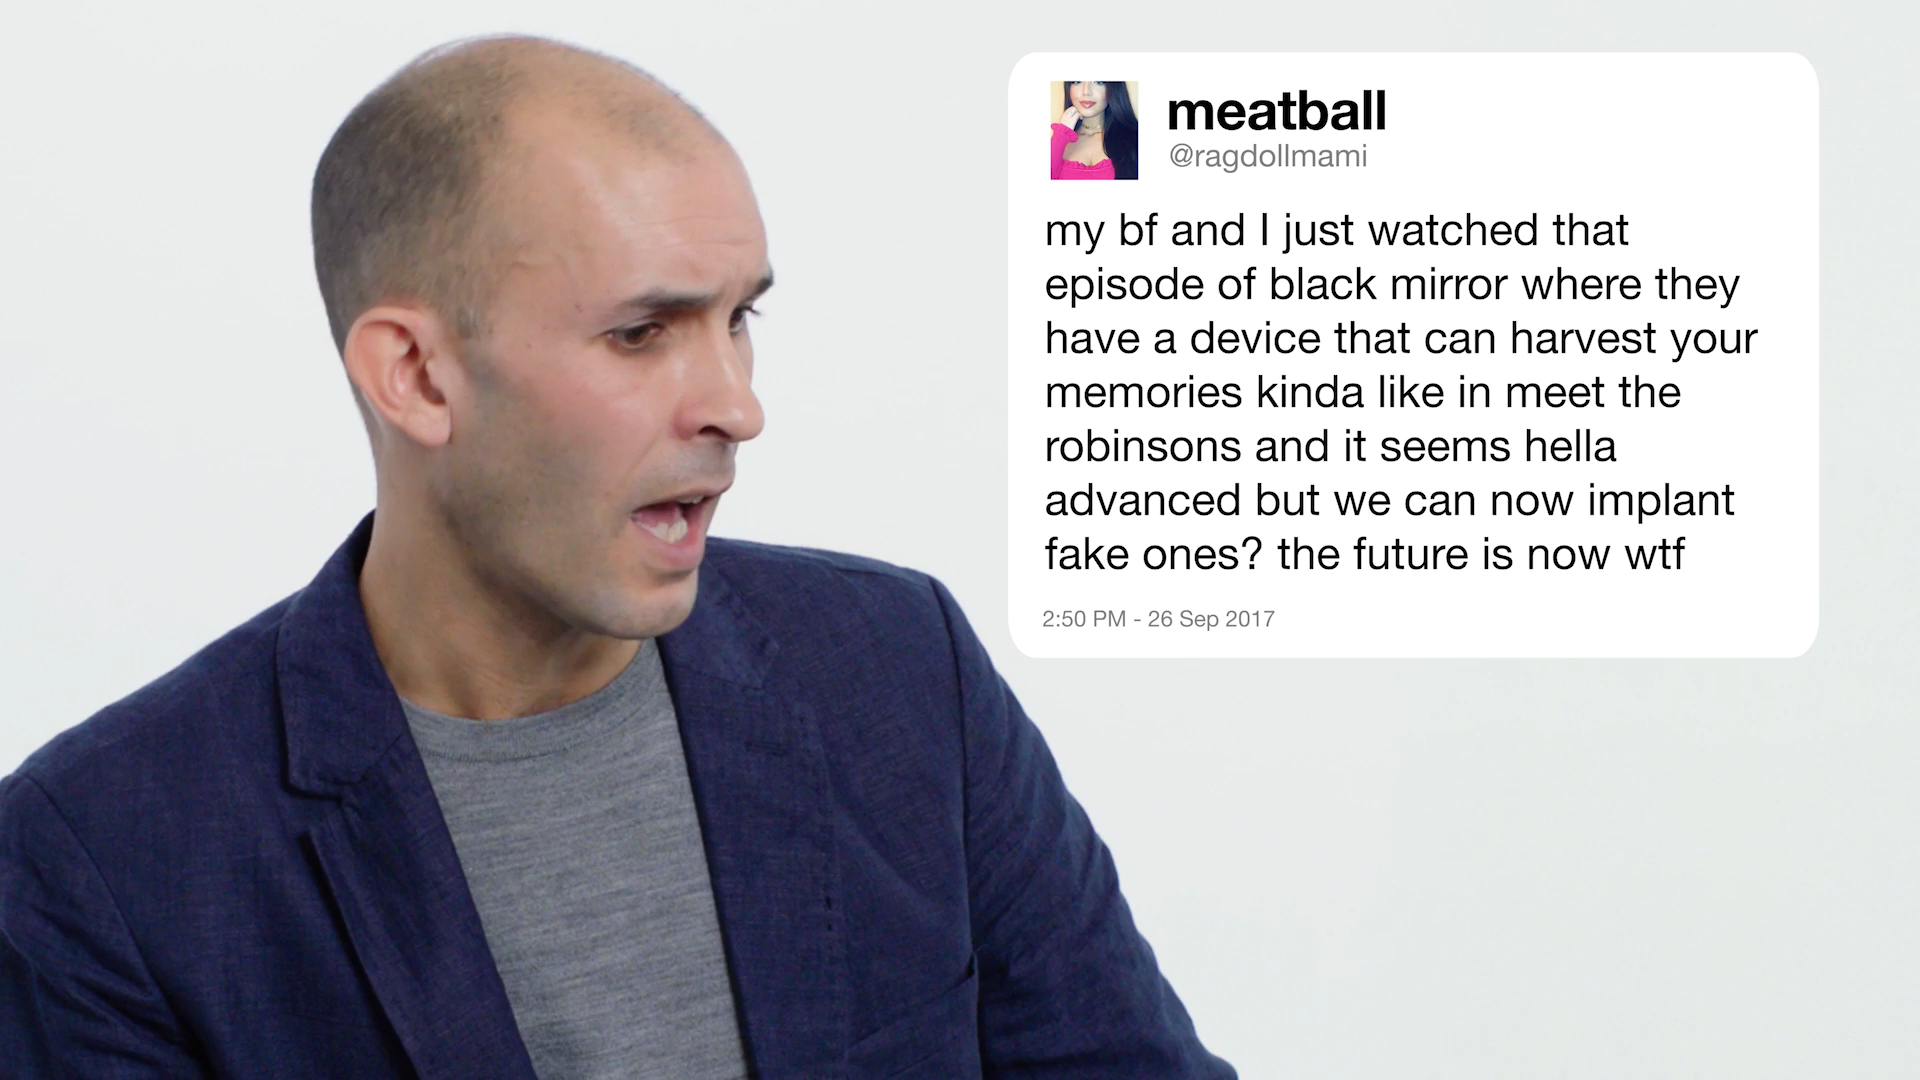 meatball
@ragdollmami
my bf and I just watched that
episode of black mirror where they
have a device that can harvest your
memories kinda like in meet the
robinsons and it seems hella
advanced but we can now implant
fake ones? the future is now wtf
2:50 PM - 26 Sep 2017